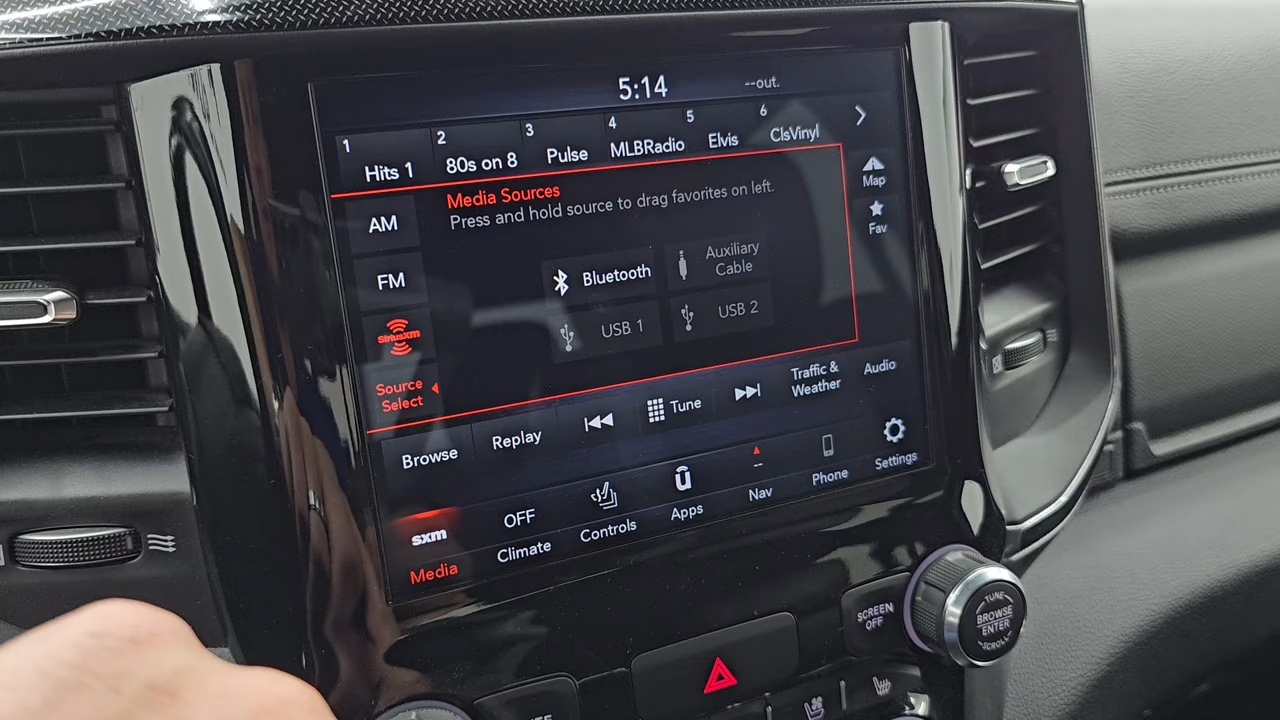 5:14
--out.
1
Hits 1
2
80s on 8
3
Pulse
4
MLBRadio
5
Elvis
6
ClsVinyl
Media Sources
Press and hold source to drag favorites on left.
Map
Fav
AM
FM
SiriusXM
Source
Select
Bluetooth
Auxiliary
Cable
USB 1
USB 2
Browse
Replay
Tune
Traffic &
Weather
Audio
sxm
Media
OFF
Climate
Controls
Apps
--
Nav
Phone
Settings
SCREEN
OFF
TUNE
BROWSE
ENTER
SCROLL